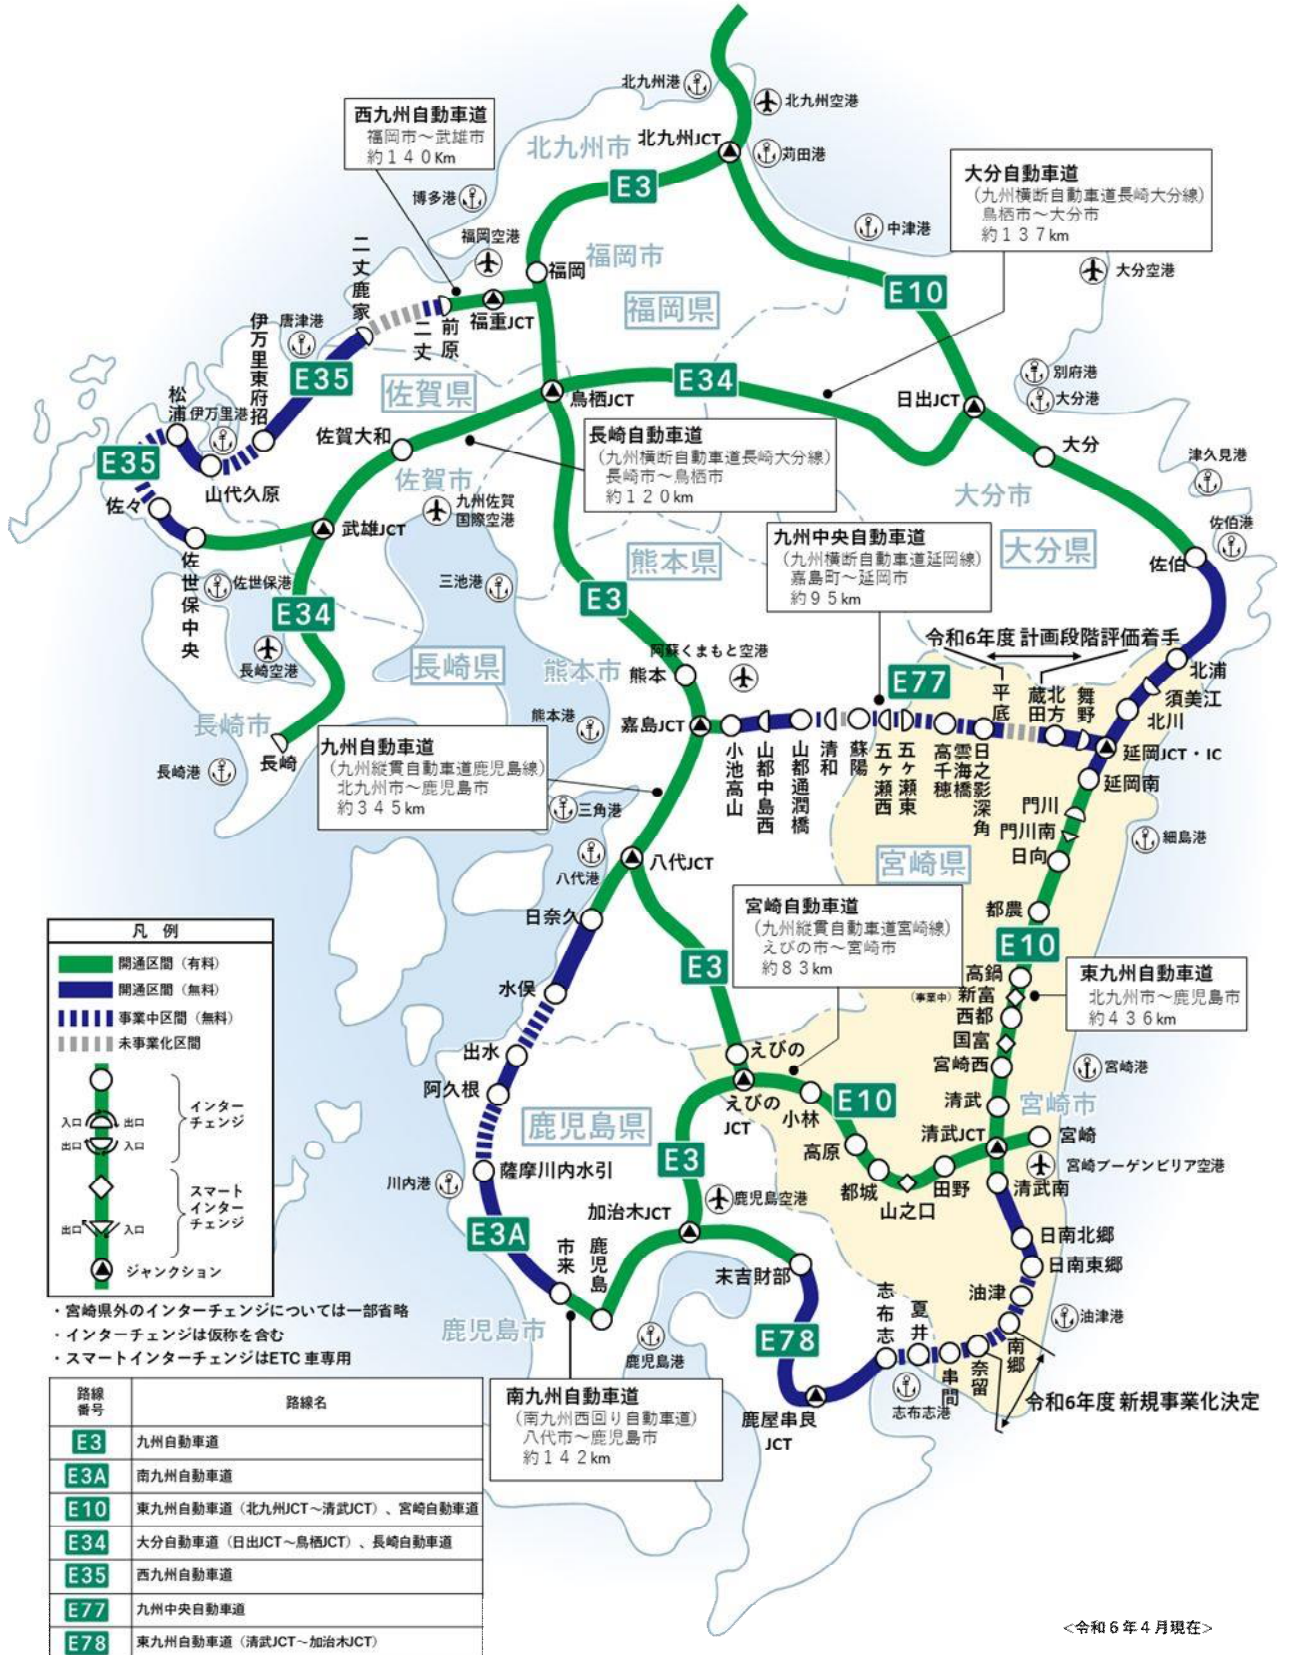 北九州港
北九州空港
西九州自動車道
福岡市～武雄市
約１４０Km
北九州市
北九州JCT
苅田港
E3
大分自動車道
(九州横断自動車道長崎大分線)
鳥栖市～大分市
約１３７km
博多港
中津港
福岡空港
福岡市
二丈鹿家
福岡
大分空港
E10
福岡県
唐津港
伊万里東府招
二丈
前原
福重JCT
別府港
大分港
E35
佐賀県
E34
鳥栖JCT
日出JCT
松浦
伊万里港
佐賀大和
長崎自動車道
(九州横断自動車道長崎大分線)
長崎市～鳥栖市
約１２０km
大分
津久見港
E35
山代久原
佐賀市
大分市
佐々
九州佐賀
国際空港
武雄JCT
佐伯港
九州中央自動車道
(九州横断自動車道延岡線)
嘉島町～延岡市
約９５km
大分県
佐伯
熊本県
佐世保中央
佐世保港
三池港
E34
E3
令和6年度 計画段階評価着手
長崎空港
長崎県
熊本市
阿蘇くまもと空港
熊本
E77
平底
蔵田
北方
舞野
北浦
須美江
北川
長崎市
熊本港
嘉島JCT
小池高山
山都中島西
山都通潤橋
清和
蘇陽
五ヶ瀬西
五ヶ瀬東
高千穂
雲海橋
日之影深角
延岡JCT・IC
延岡南
長崎港
長崎
九州自動車道
(九州縦貫自動車道鹿児島線)
北九州市～鹿児島市
約３４５km
三角港
門川
門川南
日向
細島港
八代港
八代JCT
宮崎県
宮崎自動車道
(九州縦貫自動車道宮崎線)
えびの市～宮崎市
約８３km
都農
日奈久
E10
凡 例
開通区間（有料）
開通区間（無料）
事業中区間（無料）
未事業化区間
インター
チェンジ
入口
出口
出口
入口
スマート
インター
チェンジ
出口
入口
ジャンクション
E3
高鍋
（事業中）
新富
西都
国富
宮崎西
東九州自動車道
北九州市～鹿児島市
約４３６km
水俣
出水
阿久根
えびの
えびの
JCT
小林
E10
宮崎港
清武
宮崎市
鹿児島県
高原
清武JCT
宮崎
宮崎ブーゲンビリア空港
E3
川内港
薩摩川内水引
都城
山之口
田野
清武南
鹿児島空港
加治木JCT
E3A
市来
鹿児島
末吉財部
日南北郷
日南東郷
油津
油津港
志布志
夏井
鹿児島市
鹿児島港
E78
串間
奈留
南郷
志布志港
鹿屋串良
JCT
令和6年度 新規事業化決定
南九州自動車道
(南九州西回り自動車道)
八代市～鹿児島市
約１４２km
・宮崎県外のインターチェンジについては一部省略
・インターチェンジは仮称を含む
・スマートインターチェンジはETC車専用
路線
番号
路線名
E3 九州自動車道
E3A 南九州自動車道
E10 東九州自動車道（北九州JCT～清武JCT）、宮崎自動車道
E34 大分自動車道（日出JCT～鳥栖JCT）、長崎自動車道
E35 西九州自動車道
E77 九州中央自動車道
E78 東九州自動車道（清武JCT～加治木JCT）
<令和６年４月現在>